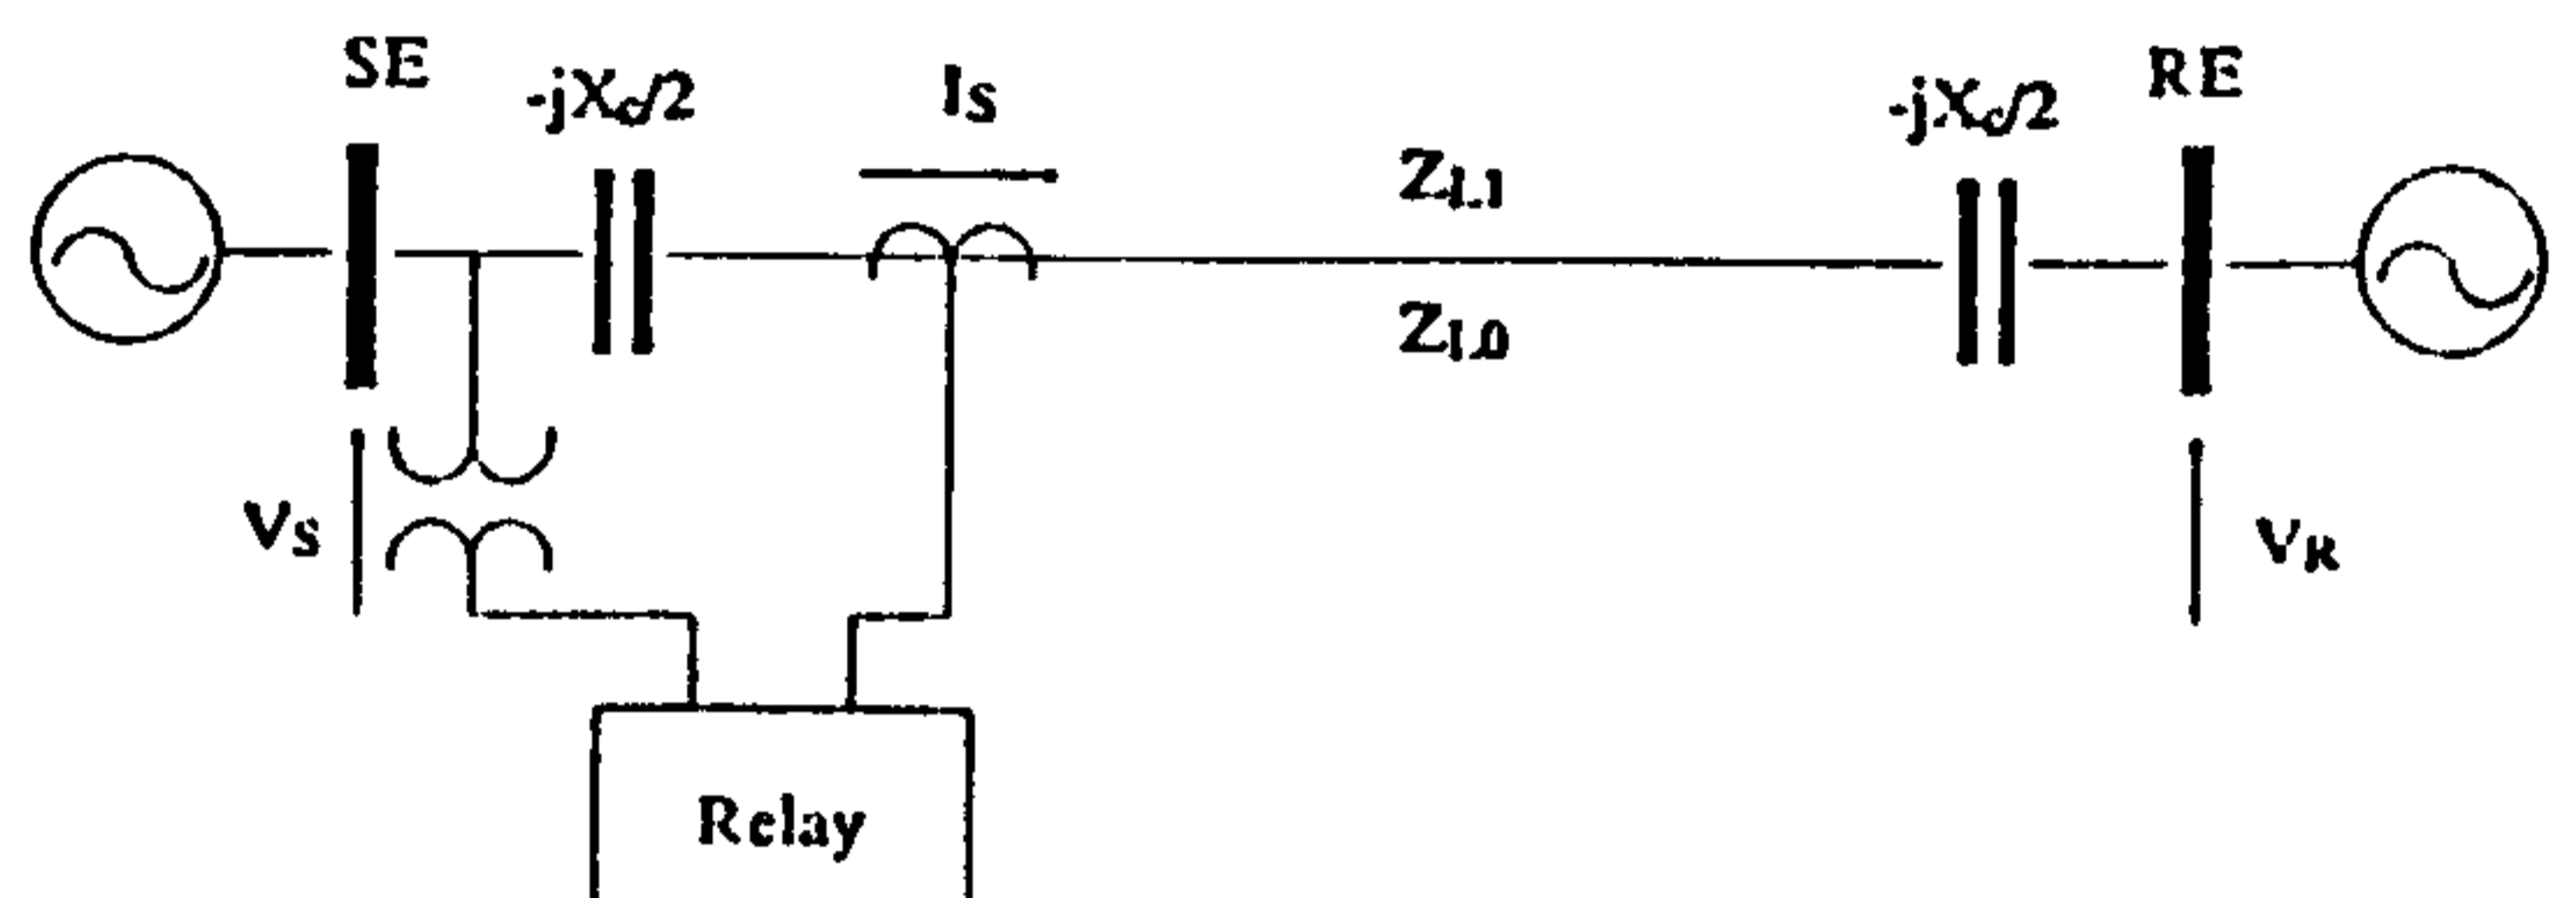 SE
-jXc/2
IS
ZL1
ZL0
-jXc/2
RE
VS
VR
Relay